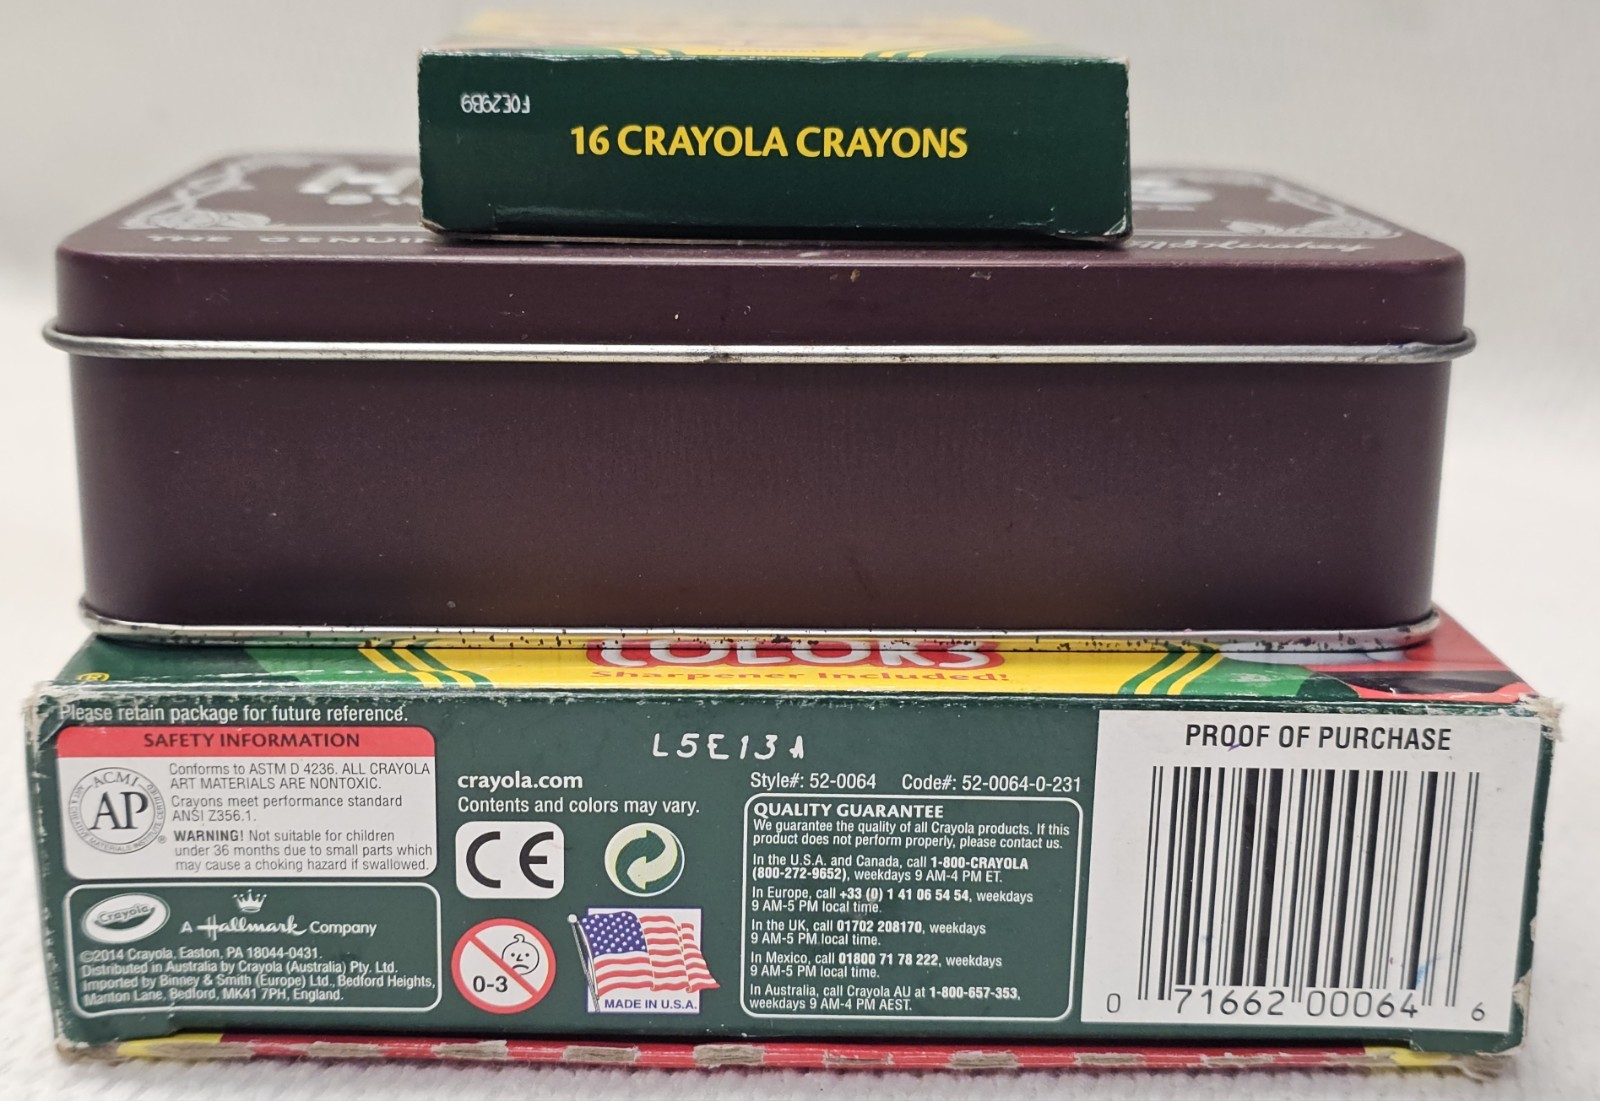 F0E29B9
16 CRAYOLA CRAYONS
THE GENUI
M.S. Hershey
COLORS
Sharpener Included!
®
Please retain package for future reference.
SAFETY INFORMATION
ACMI
AP
®
Conforms to ASTM D 4236. ALL CRAYOLA
ART MATERIALS ARE NONTOXIC.
Crayons meet performance standard
ANSI Z356.1.
WARNING! Not suitable for children
under 36 months due to small parts which
may cause a choking hazard if swallowed.
Crayola
A Hallmark Company
©2014 Crayola, Easton, PA 18044-0431.
Distributed in Australia by Crayola (Australia) Pty. Ltd.
Imported by Binney & Smith (Europe) Ltd., Bedford Heights,
Manton Lane, Bedford, MK41 7PH, England.
L5E13A
crayola.com
Contents and colors may vary.
CE
0-3
MADE IN U.S.A.
Style#: 52-0064 Code#: 52-0064-0-231
QUALITY GUARANTEE
We guarantee the quality of all Crayola products. If this
product does not perform properly, please contact us.
In the U.S.A. and Canada, call 1-800-CRAYOLA
(800-272-9652), weekdays 9 AM-4 PM ET.
In Europe, call +33 (0) 1 41 06 54 54, weekdays
9 AM-5 PM local time.
In the UK, call 01702 208170, weekdays
9 AM-5 PM local time.
In Mexico, call 01800 71 78 222, weekdays
9 AM-5 PM local time.
In Australia, call Crayola AU at 1-800-657-353,
weekdays 9 AM-4 PM AEST.
PROOF OF PURCHASE
0 71662 00064 6